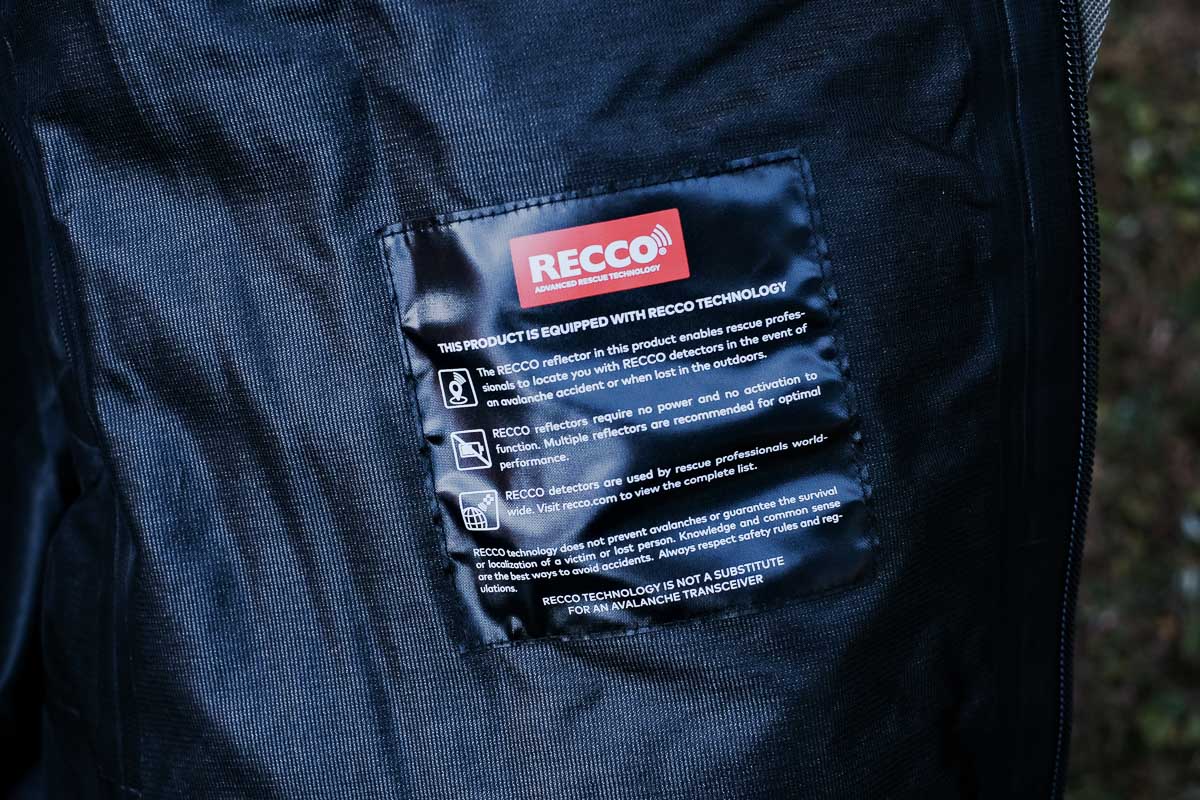 RECCO
ADVANCED RESCUE TECHNOLOGY
THIS PRODUCT IS EQUIPPED WITH RECCO TECHNOLOGY
The RECCO reflector in this product enables rescue profes-
sionals to locate you with RECCO detectors in the event of
an avalanche accident or when lost in the outdoors.
RECCO reflectors require no power and no activation to
function. Multiple reflectors are recommended for optimal
performance.
RECCO detectors are used by rescue professionals world-
wide. Visit recco.com to view the complete list.
RECCO technology does not prevent avalanches or guarantee the survival
or localization of a victim or lost person. Knowledge and common sense
are the best ways to avoid accidents. Always respect safety rules and reg-
ulations.
RECCO TECHNOLOGY IS NOT A SUBSTITUTE
FOR AN AVALANCHE TRANSCEIVER